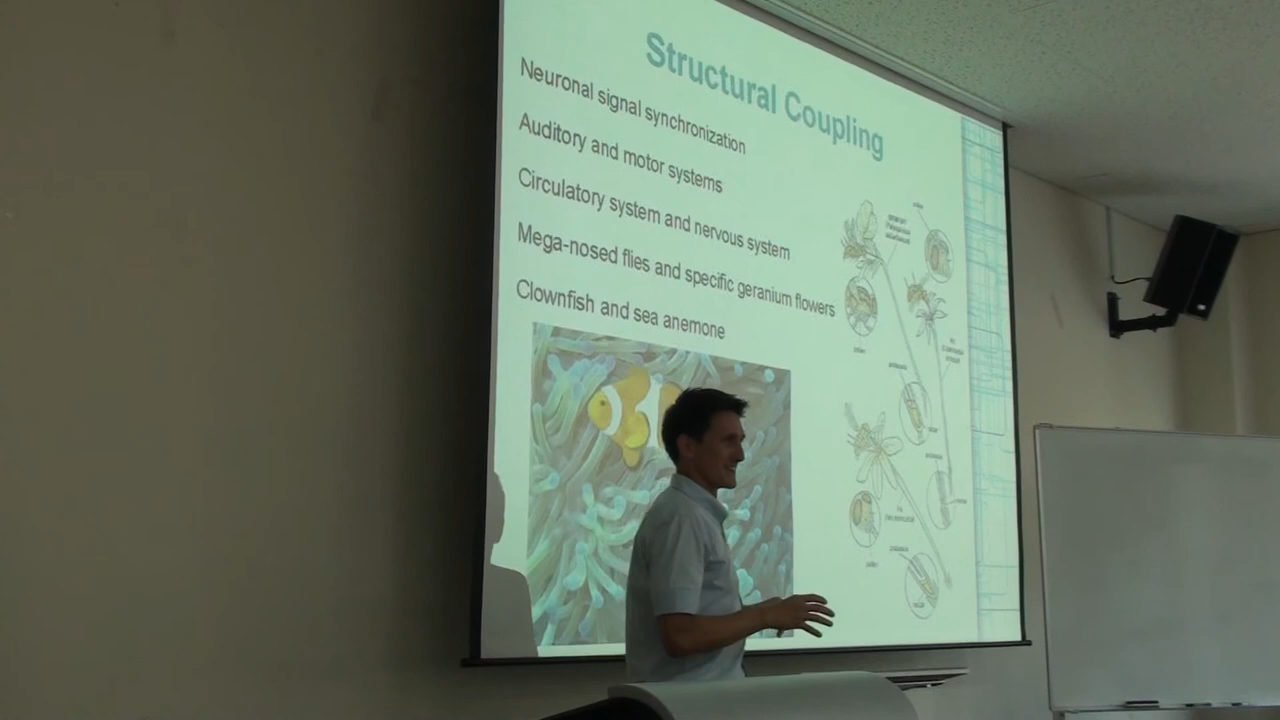 Structural Coupling
Neuronal signal synchronization
Auditory and motor systems
Circulatory system and nervous system
Mega-nosed flies and specific geranium flowers
Clownfish and sea anemone